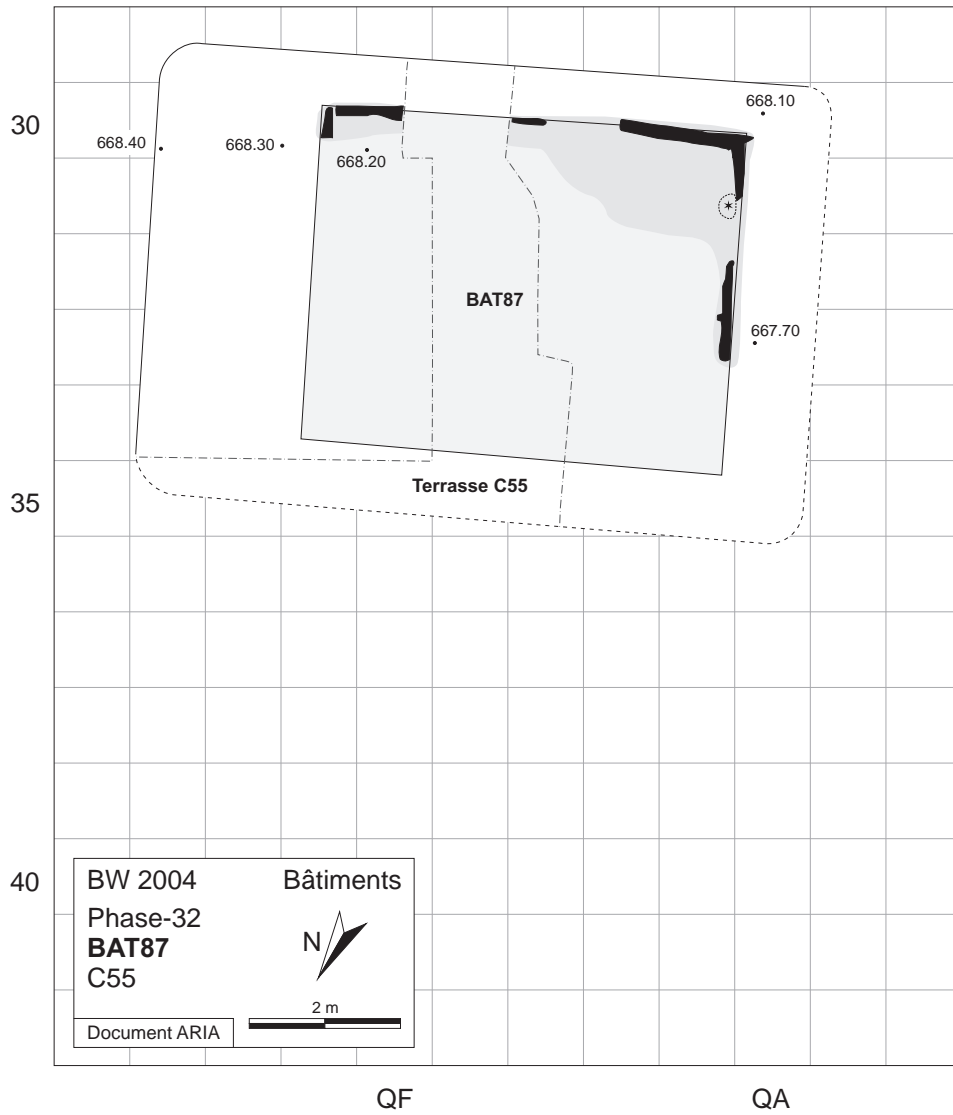 668.10
30
668.40
668.30
668.20
BAT87
667.70
Terrasse C55
35
40
BW 2004 Bâtiments
Phase-32
BAT87
C55
N
2 m
Document ARIA
QF QA